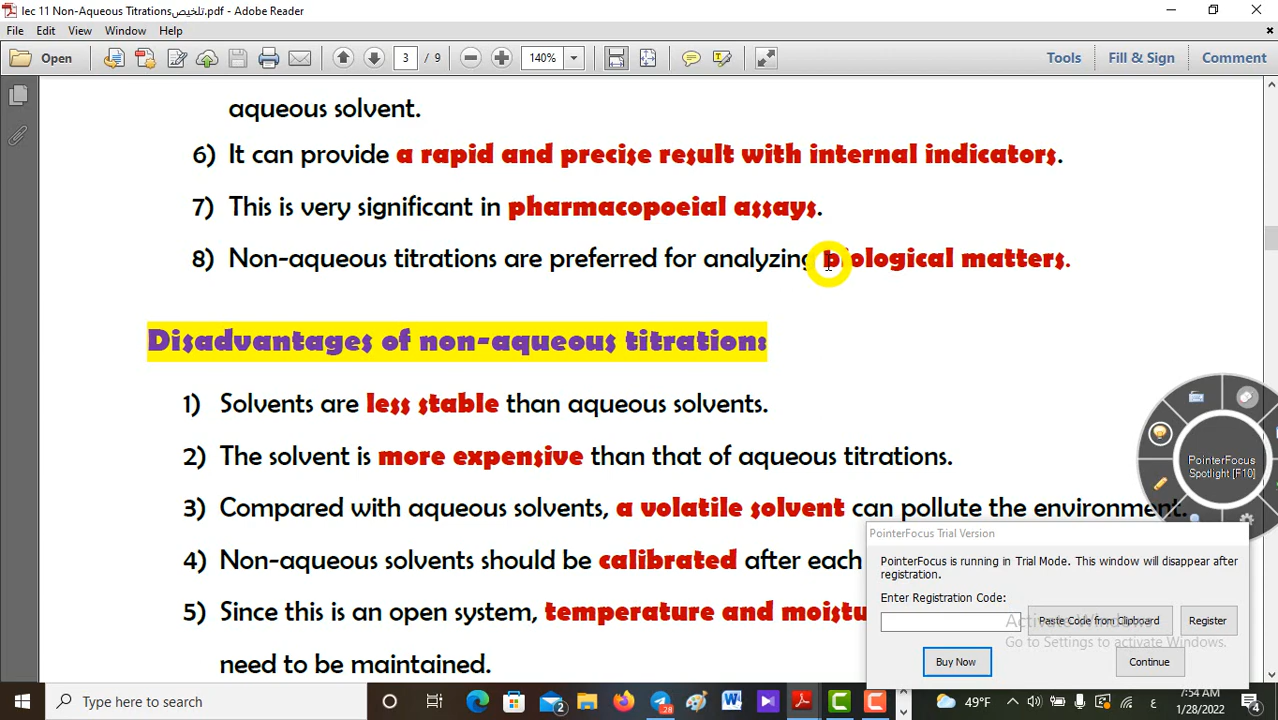 lec 11 Non-Aqueous Titrationsتلخيص.pdf - Adobe Reader
File Edit View Window Help
Open 3 / 9 140% Tools Fill & Sign Comment
aqueous solvent.
6) It can provide a rapid and precise result with internal indicators.
7) This is very significant in pharmacopoeial assays.
8) Non-aqueous titrations are preferred for analyzing biological matters.
Disadvantages of non-aqueous titration:
1) Solvents are less stable than aqueous solvents.
2) The solvent is more expensive than that of aqueous titrations.
3) Compared with aqueous solvents, a volatile solvent can pollute the environment.
4) Non-aqueous solvents should be calibrated after each
5) Since this is an open system, temperature and moistu
need to be maintained.
PointerFocus
Spotlight [F10]
PointerFocus Trial Version
PointerFocus is running in Trial Mode. This window will disappear after
registration.
Enter Registration Code:
Paste Code from Clipboard Register
Buy Now Continue
Activate Windows
Go to Settings to activate Windows.
Type here to search
2 28 49°F ع 7:54 AM
1/28/2022 4